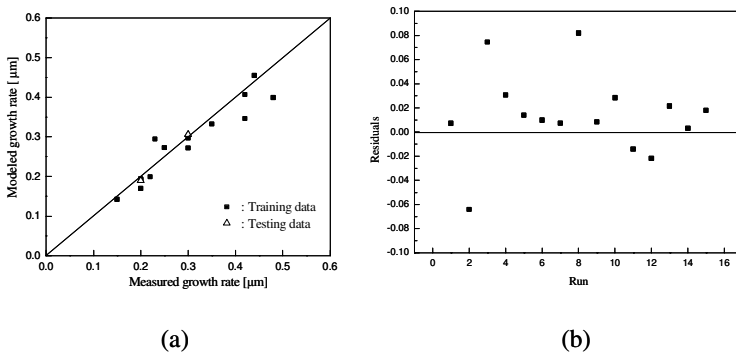 0.6
0.5
0.4
0.3
0.2
0.1
0.0
Modeled growth rate [ μm]
■ : Training data
△ : Testing data
0.0 0.1 0.2 0.3 0.4 0.5 0.6
Measured growth rate [μm]
(a)
0.10
0.08
0.06
0.04
0.02
0.00
-0.02
-0.04
-0.06
-0.08
-0.10
Residuals
0 2 4 6 8 10 12 14 16
Run
(b)